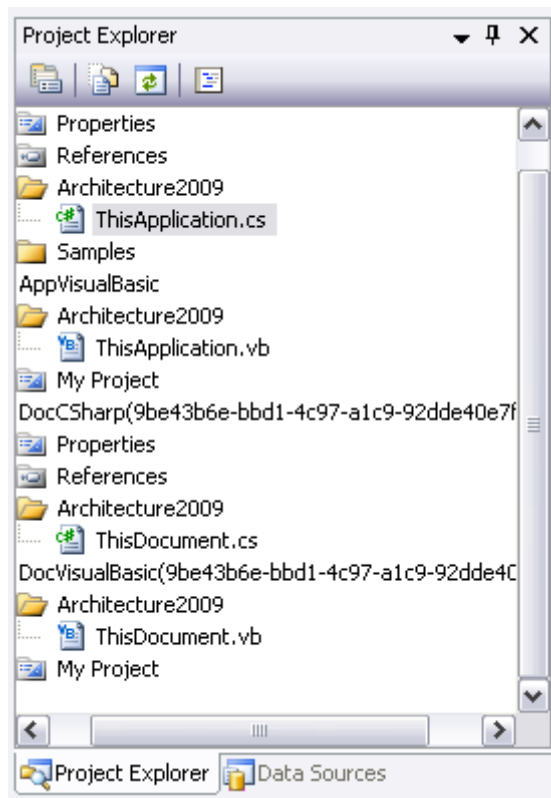 Project Explorer
Properties
References
Architecture2009
ThisApplication.cs
Samples
AppVisualBasic
Architecture2009
ThisApplication.vb
My Project
DocCSharp(9be43b6e-bbd1-4c97-a1c9-92dde40e7f
Properties
References
Architecture2009
ThisDocument.cs
DocVisualBasic(9be43b6e-bbd1-4c97-a1c9-92dde40
Architecture2009
ThisDocument.vb
My Project
Project Explorer Data Sources